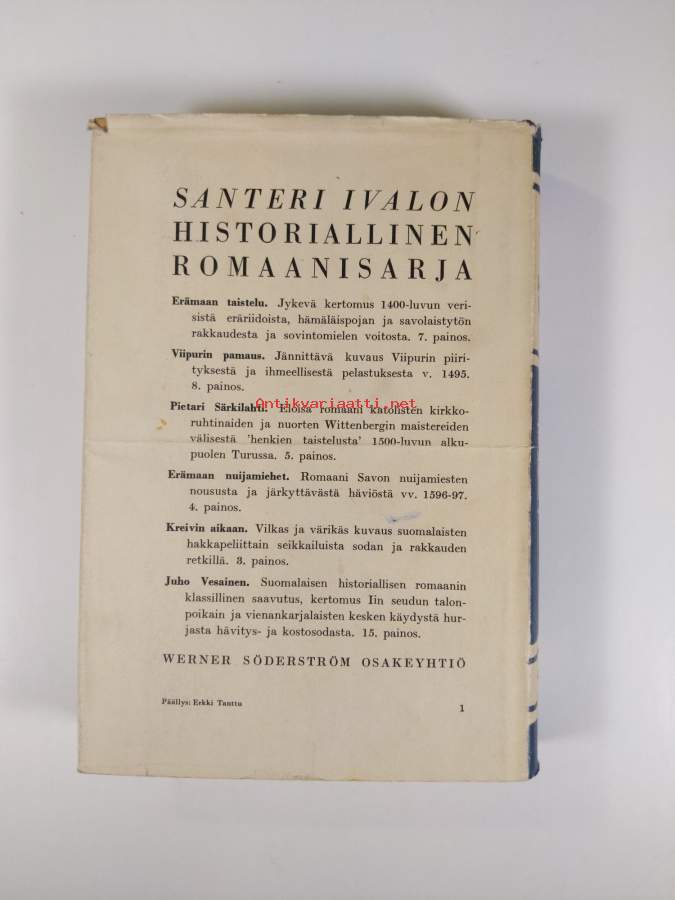 SANTERI IVALON
HISTORIALLINEN
ROMAANISARJA
Erämaan taistelu. Jykevä kertomus 1400-luvun veri-
sistä eräriidoista, hämäläispojan ja savolaistytön
rakkaudesta ja sovintomielen voitosta. 7. painos.
Viipurin pamaus. Jännittävä kuvaus Viipurin piiri-
tyksestä ja ihmeellisestä pelastuksesta v. 1495.
8. painos.
Antikvariaatti.net
Pietari Särkilahti. Eloisa romaani katolisten kirkko-
ruhtinaiden ja nuorten Wittenbergin maistereiden
välisestä 'henkien taistelusta' 1500-luvun alku-
puolen Turussa. 5. painos.
Erämaan nuijamiehet. Romaani Savon nuijamiesten
noususta ja järkyttävästä häviöstä vv. 1596-97.
4. painos.
Kreivin aikaan. Vilkas ja värikäs kuvaus suomalaisten
hakkapeliittain seikkailuista sodan ja rakkauden
retkillä. 3. painos.
Juho Vesainen. Suomalaisen historiallisen romaanin
klassillinen saavutus, kertomus Iin seudun talon-
poikain ja vienankarjalaisten kesken käydystä hur-
jasta hävitys- ja kostosodasta. 15. painos.
WERNER SÖDERSTRÖM OSAKEYHTIÖ
Päällys: Erkki Tanttu
1